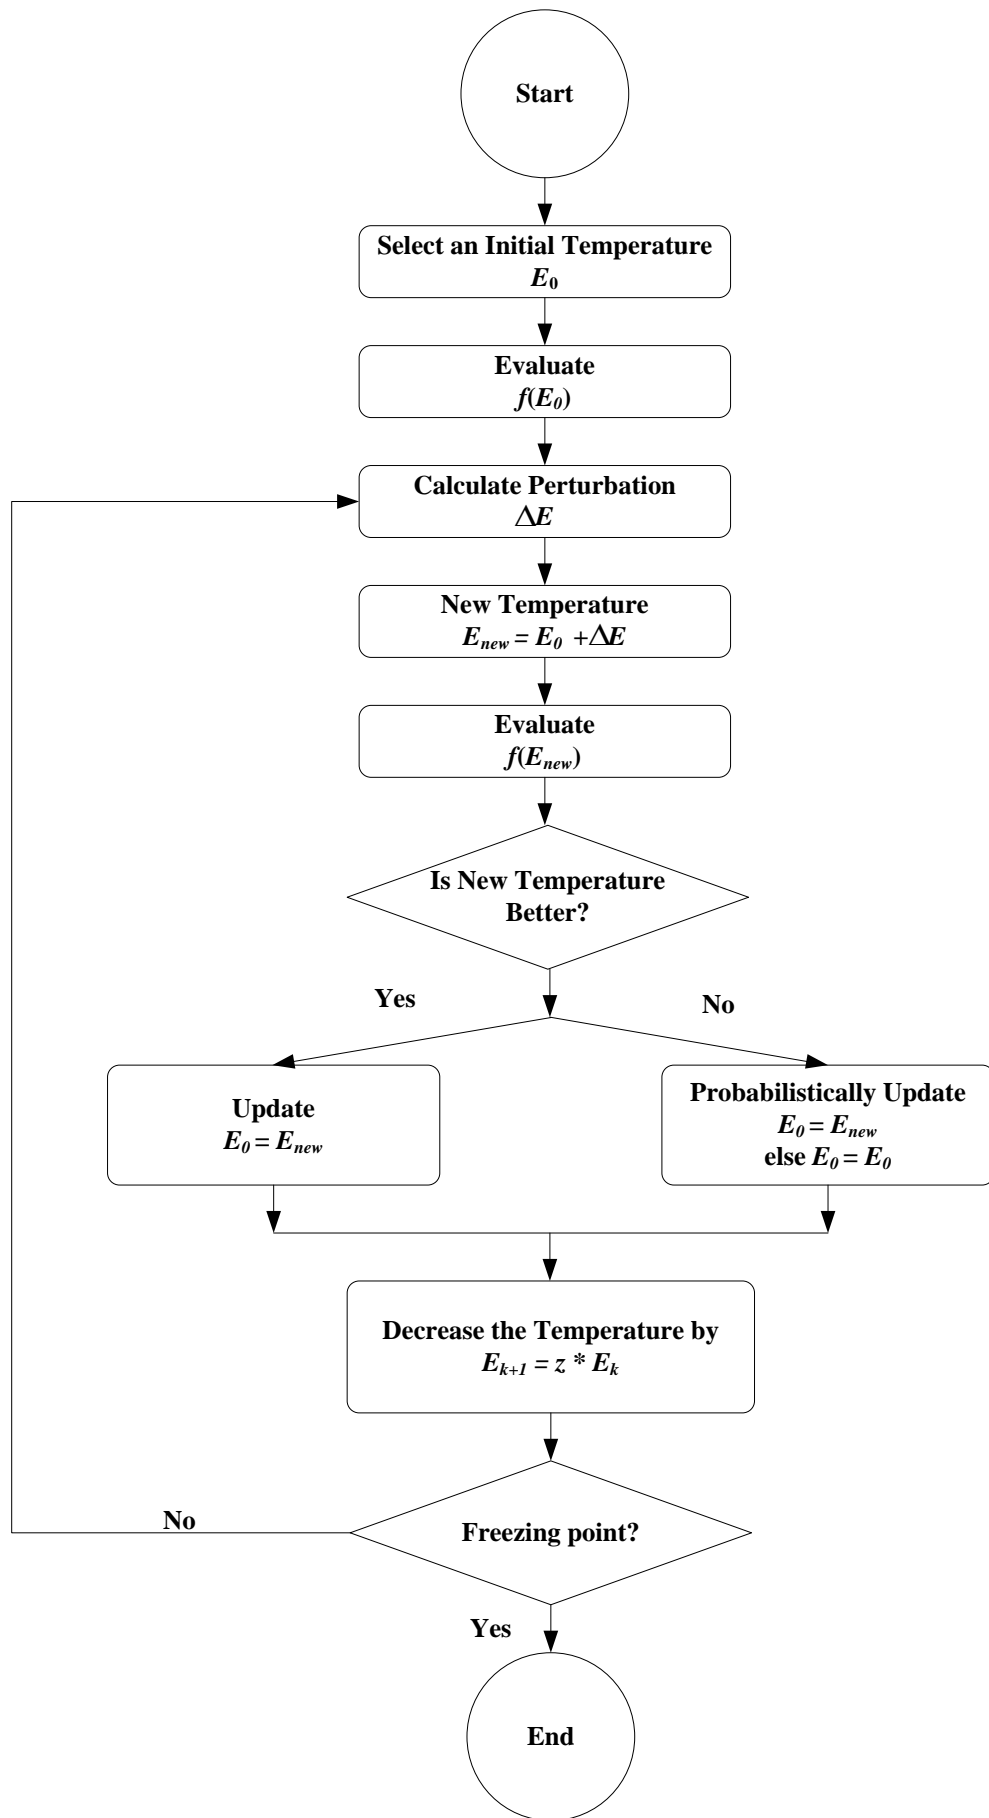 Start
Select an Initial Temperature
E₀
Evaluate
f(E₀)
Calculate Perturbation
ΔE
New Temperature
Eₙₑw = E₀ +ΔE
Evaluate
f(Eₙₑw)
Is New Temperature
Better?
Yes
No
Update
E₀ = Eₙₑw
Probabilistically Update
E₀ = Eₙₑw
else E₀ = E₀
Decrease the Temperature by
Eₖ₊₁ = z * Eₖ
Freezing point?
No
Yes
End